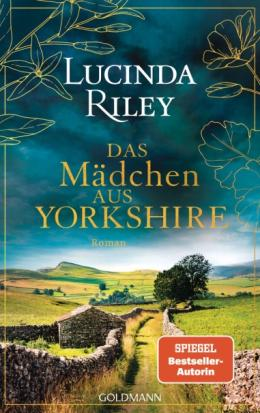 LUCINDA
RILEY
DAS
MÄDCHEN
AUS
YORKSHIRE
Roman
SPIEGEL
Bestseller-
Autorin
GOLDMANN